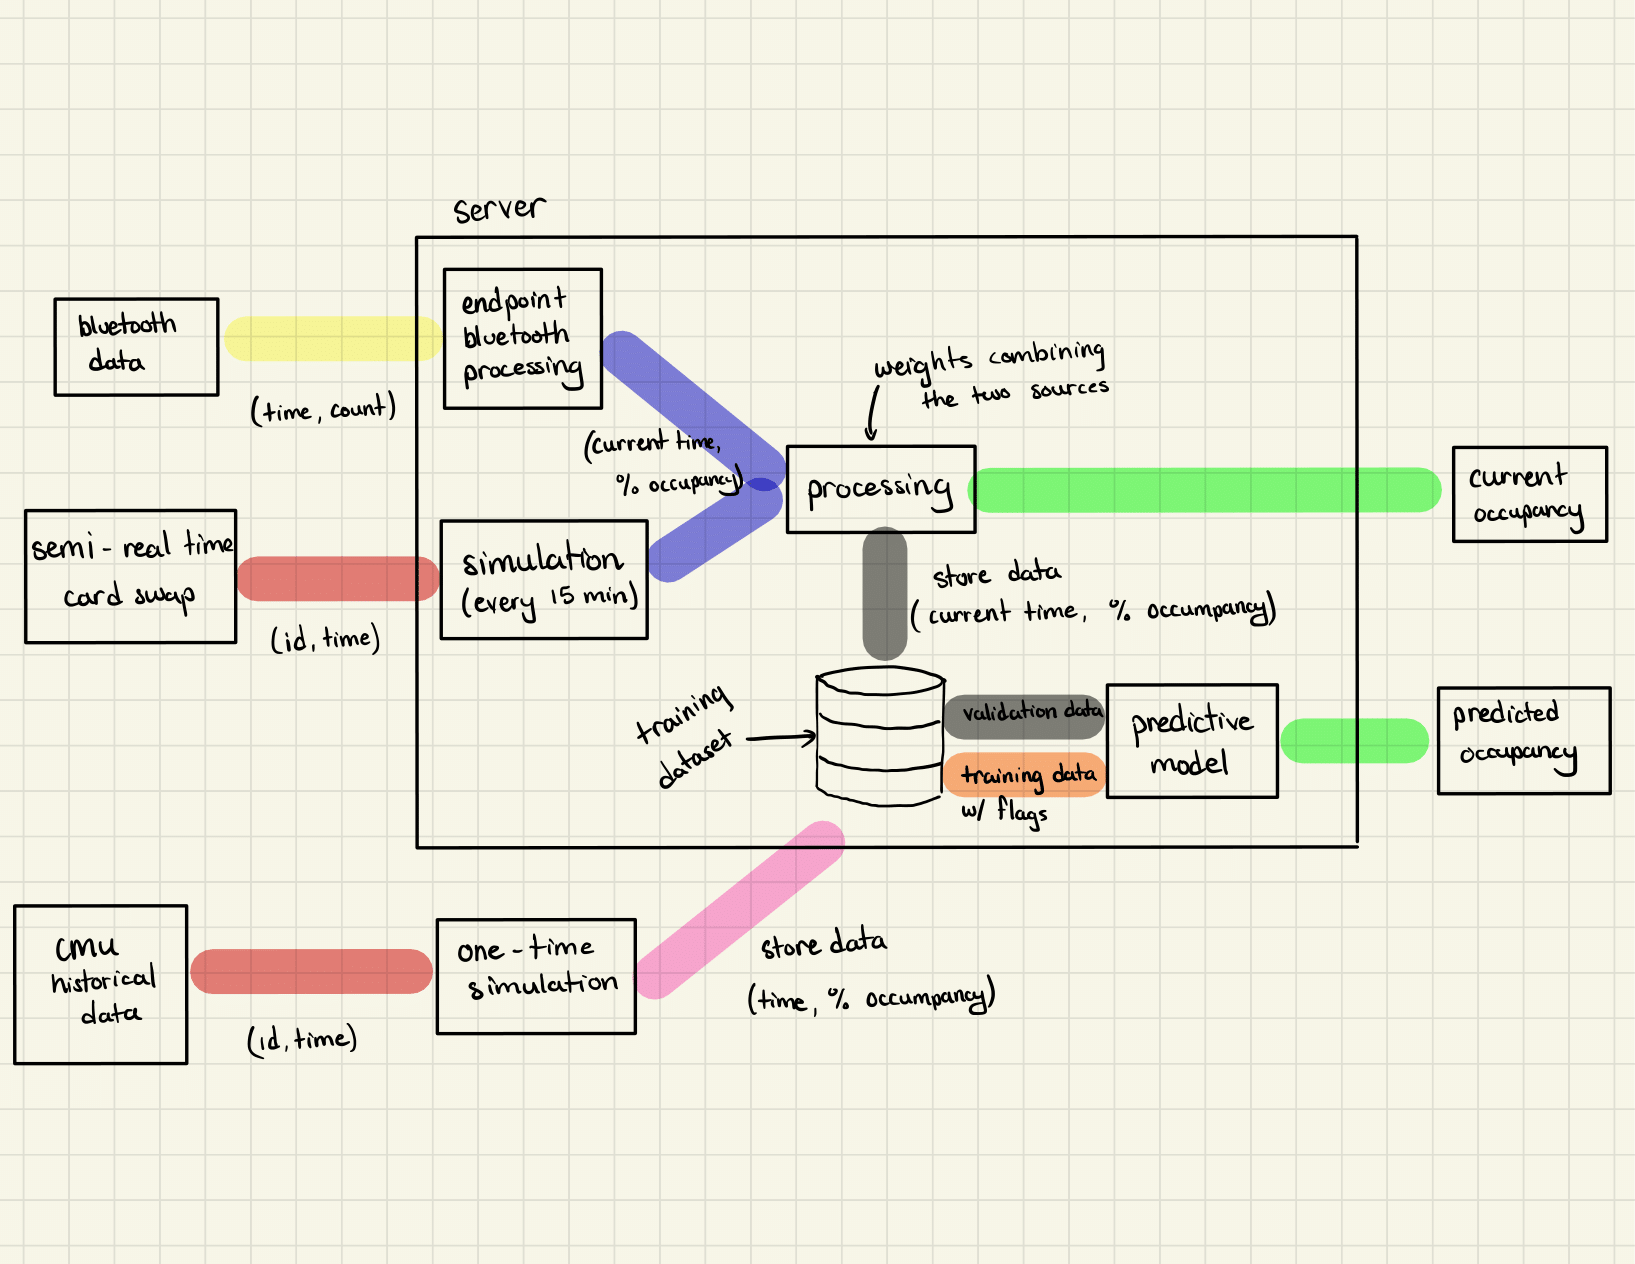 server
bluetooth
data
(time, count)
endpoint
bluetooth
processing
(current time,
% occupancy)
weights combining
the two sources
processing
current
occupancy
semi-real time
card swap
(id, time)
simulation
(every 15 min)
store data
(current time, % occumpancy)
training
dataset
validation data
training data
w/ flags
predictive
model
predicted
occupancy
cmu
historical
data
(id, time)
one-time
simulation
store data
(time, % occumpancy)